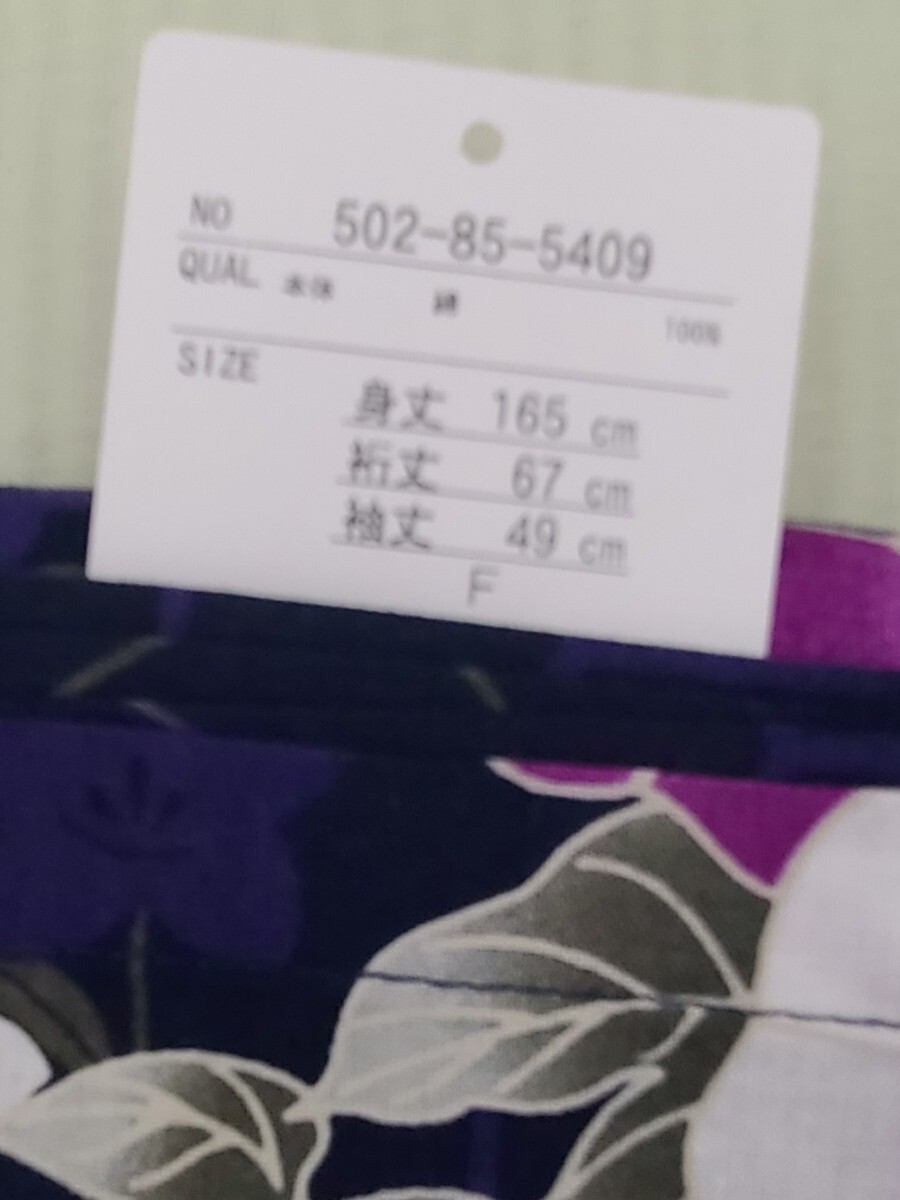 NO 502-85-5409
QUAL 本体 綿 100%
SIZE
身丈 165 cm
裄丈 67 cm
袖丈 49 cm
F